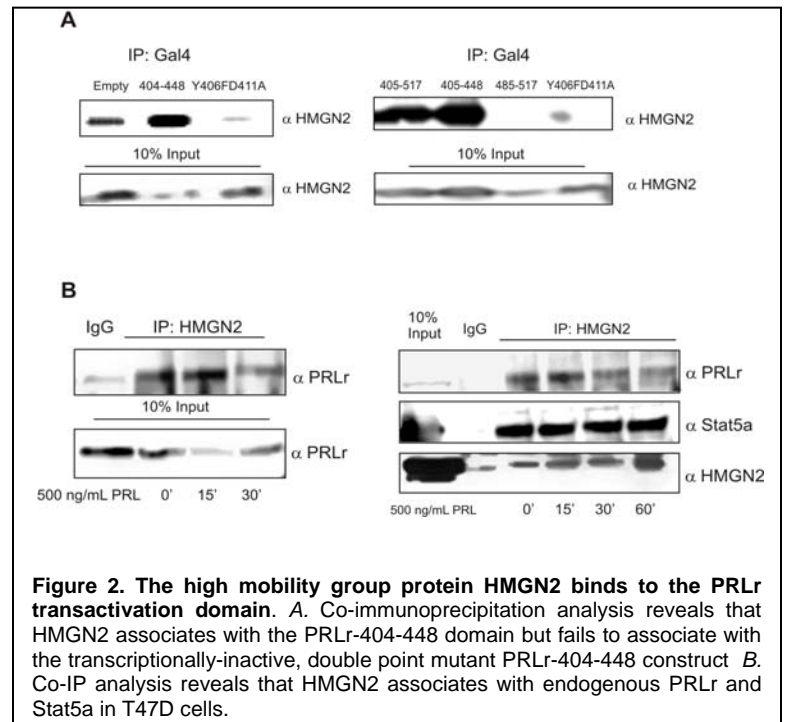 A
IP: Gal4
Empty 404-448 Y406FD411A
α HMGN2
10% Input
α HMGN2
IP: Gal4
405-517 405-448 485-517 Y406FD411A
α HMGN2
10% Input
α HMGN2
B
IgG IP: HMGN2
α PRLr
10% Input
α PRLr
500 ng/mL PRL 0' 15' 30'
10%
Input IgG IP: HMGN2
α PRLr
α Stat5a
α HMGN2
500 ng/mL PRL 0' 15' 30' 60'
Figure 2. The high mobility group protein HMGN2 binds to the PRLr
transactivation domain. A. Co-immunoprecipitation analysis reveals that
HMGN2 associates with the PRLr-404-448 domain but fails to associate with
the transcriptionally-inactive, double point mutant PRLr-404-448 construct B.
Co-IP analysis reveals that HMGN2 associates with endogenous PRLr and
Stat5a in T47D cells.